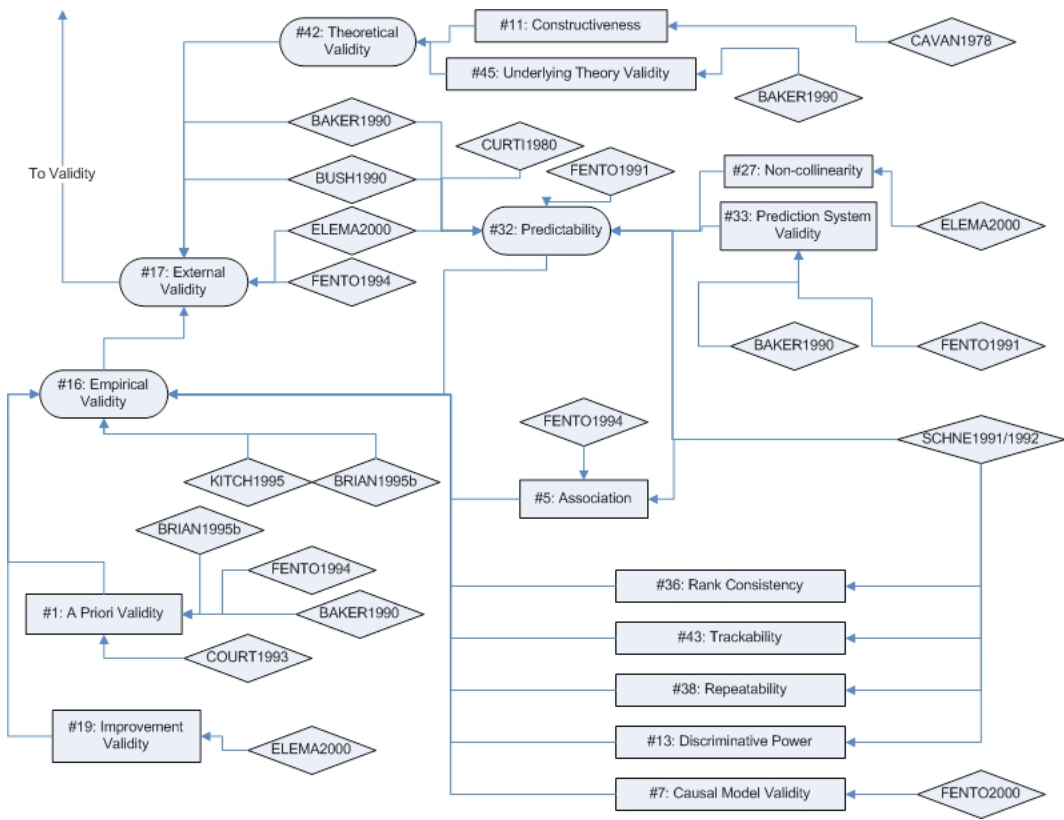 #42: Theoretical
Validity
#11: Constructiveness
CAVAN1978
#45: Underlying Theory Validity
BAKER1990
BAKER1990
CURTI1980
To Validity
BUSH1990
FENTO1991
#27: Non-collinearity
ELEMA2000
#32: Predictability
#33: Prediction System
Validity
ELEMA2000
#17: External
Validity
FENTO1994
BAKER1990
FENTO1991
#16: Empirical
Validity
FENTO1994
SCHNE1991/1992
KITCH1995
BRIAN1995b
#5: Association
BRIAN1995b
FENTO1994
#36: Rank Consistency
#1: A Priori Validity
BAKER1990
#43: Trackability
COURT1993
#38: Repeatability
#19: Improvement
Validity
ELEMA2000
#13: Discriminative Power
#7: Causal Model Validity
FENTO2000